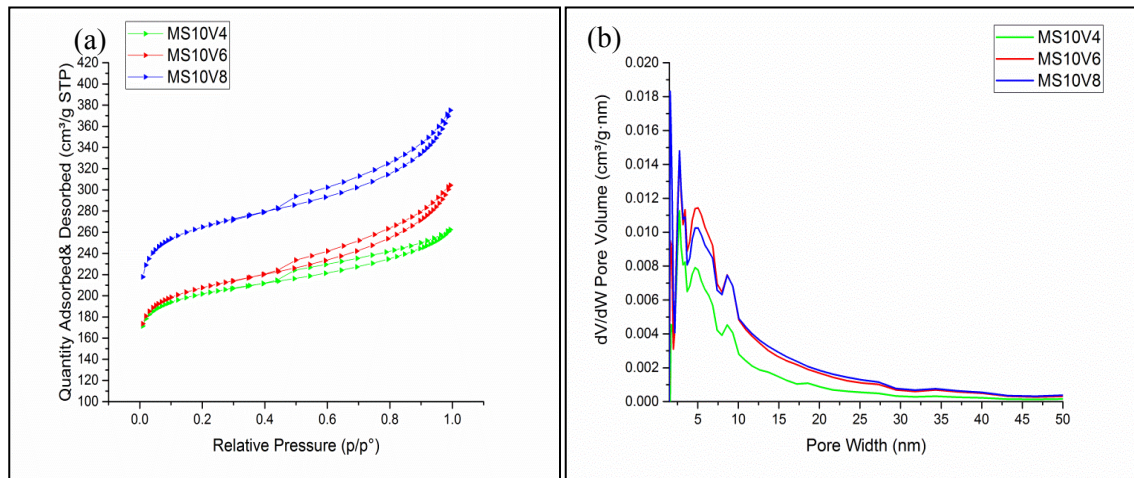 (a)
MS10V4
MS10V6
MS10V8
Quantity Adsorbed& Desorbed (cm³/g STP)
420
400
380
360
340
320
300
280
260
240
220
200
180
160
140
120
100
0.0 0.2 0.4 0.6 0.8 1.0
Relative Pressure (p/p°)
(b)
MS10V4
MS10V6
MS10V8
dV/dW Pore Volume (cm³/g·nm)
0.020
0.018
0.016
0.014
0.012
0.010
0.008
0.006
0.004
0.002
0.000
5 10 15 20 25 30 35 40 45 50
Pore Width (nm)